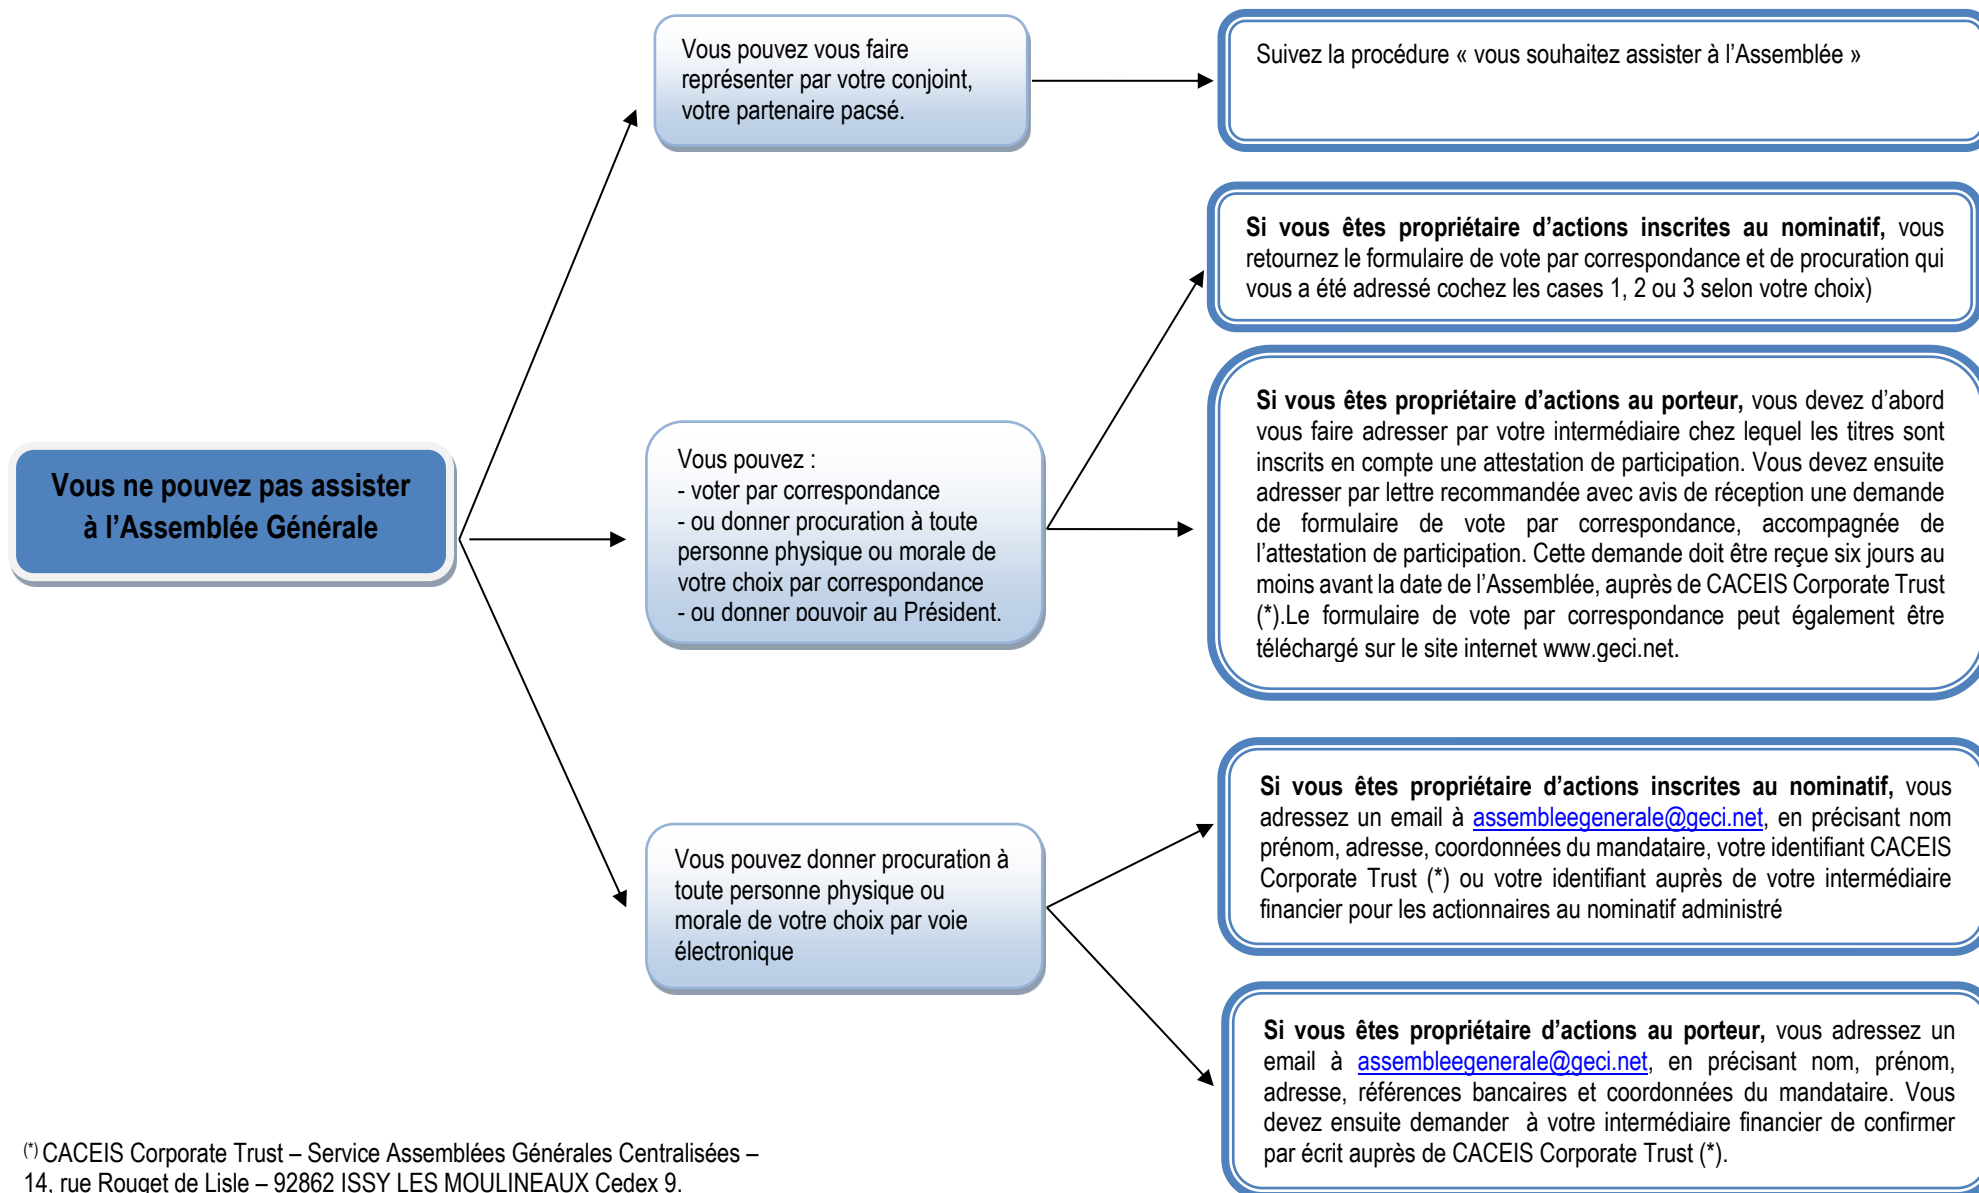 Vous ne pouvez pas assister
à l’Assemblée Générale
Vous pouvez vous faire
représenter par votre conjoint,
votre partenaire pacsé.
Suivez la procédure « vous souhaitez assister à l’Assemblée »
Vous pouvez :
- voter par correspondance
- ou donner procuration à toute
personne physique ou morale de
votre choix par correspondance
- ou donner pouvoir au Président.
Si vous êtes propriétaire d’actions inscrites au nominatif, vous
retournez le formulaire de vote par correspondance et de procuration qui
vous a été adressé cochez les cases 1, 2 ou 3 selon votre choix)
Si vous êtes propriétaire d’actions au porteur, vous devez d’abord
vous faire adresser par votre intermédiaire chez lequel les titres sont
inscrits en compte une attestation de participation. Vous devez ensuite
adresser par lettre recommandée avec avis de réception une demande
de formulaire de vote par correspondance, accompagnée de
l’attestation de participation. Cette demande doit être reçue six jours au
moins avant la date de l’Assemblée, auprès de CACEIS Corporate Trust
(*).Le formulaire de vote par correspondance peut également être
téléchargé sur le site internet www.geci.net.
Vous pouvez donner procuration à
toute personne physique ou
morale de votre choix par voie
électronique
Si vous êtes propriétaire d’actions inscrites au nominatif, vous
adressez un email à assembleegenerale@geci.net, en précisant nom
prénom, adresse, coordonnées du mandataire, votre identifiant CACEIS
Corporate Trust (*) ou votre identifiant auprès de votre intermédiaire
financier pour les actionnaires au nominatif administré
Si vous êtes propriétaire d’actions au porteur, vous adressez un
email à assembleegenerale@geci.net, en précisant nom, prénom,
adresse, références bancaires et coordonnées du mandataire. Vous
devez ensuite demander à votre intermédiaire financier de confirmer
par écrit auprès de CACEIS Corporate Trust (*).
(*) CACEIS Corporate Trust – Service Assemblées Générales Centralisées –
14, rue Rouget de Lisle – 92862 ISSY LES MOULINEAUX Cedex 9.